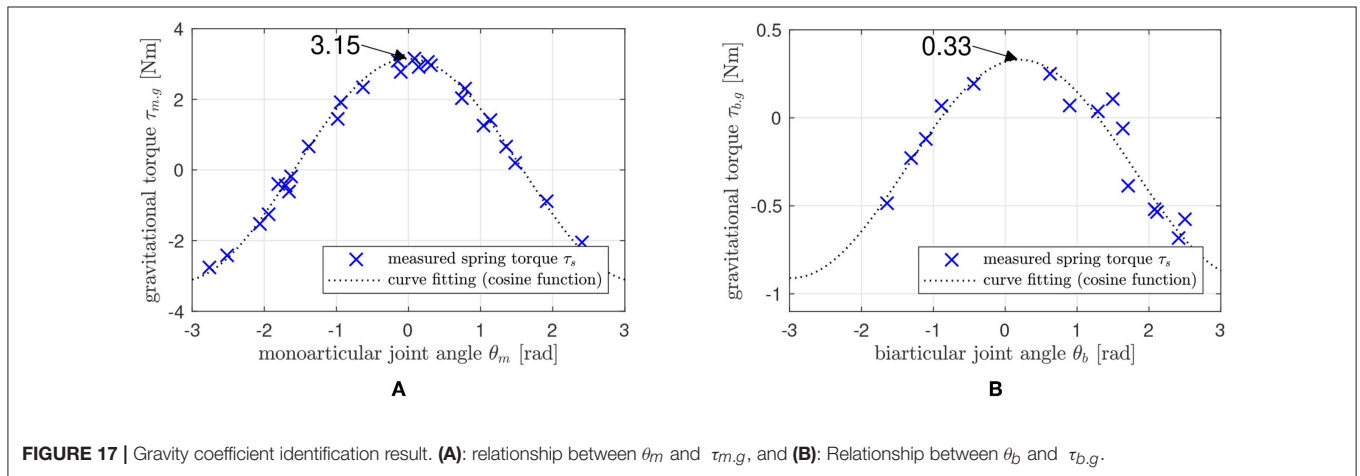 3.15
gravitational torque τm.g [Nm]
4
2
0
-2
-4
measured spring torque τs
curve fitting (cosine function)
-3 -2 -1 0 1 2 3
monoarticular joint angle θm [rad]
A
0.33
gravitational torque τb.g [Nm]
0.5
0
-0.5
-1
measured spring torque τs
curve fitting (cosine function)
-3 -2 -1 0 1 2 3
biarticular joint angle θb [rad]
B
FIGURE 17 | Gravity coefficient identification result. (A): relationship between θm and τm.g, and (B): Relationship between θb and τb.g.